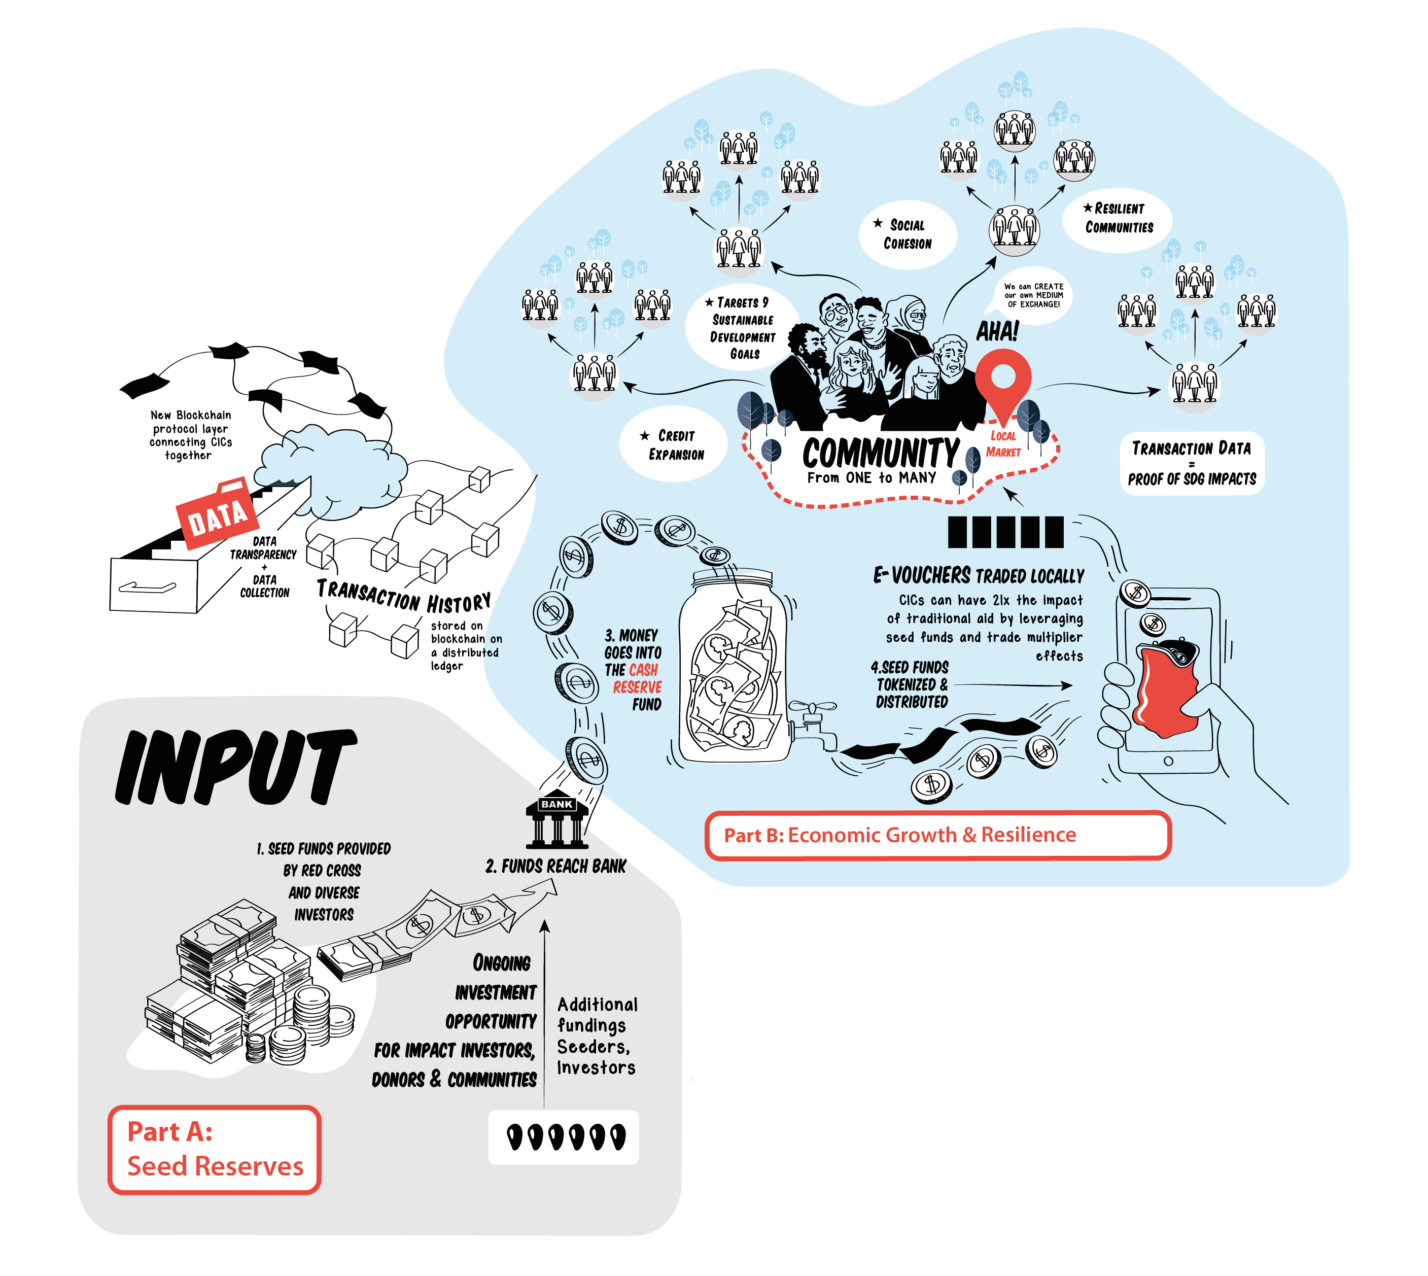 ★ Social
Cohesion
★ Resilient
Communities
We can CREATE
our own MEDIUM
OF EXCHANGE!
AHA!
★ Targets 9
Sustainable
Development
Goals
★ Credit
Expansion
COMMUNITY
From ONE to MANY
Local
Market
Transaction Data
=
Proof of SDG Impacts
New Blockchain
protocol layer
connecting CICs
together
DATA
Data
Transparency
+
Data
Collection
Transaction History
stored on
blockchain on
a distributed
ledger
E-Vouchers traded locally
CICs can have 21x the impact
of traditional aid by leveraging
seed funds and trade multiplier
effects
3. Money
goes into
the cash
reserve
fund
4.Seed funds
tokenized &
distributed
Part B: Economic Growth & Resilience
INPUT
BANK
1. Seed funds provided
by Red Cross
and diverse
investors
2. Funds reach bank
Ongoing
investment
opportunity
for impact investors,
donors & communities
Additional
fundings
Seeders,
Investors
Part A:
Seed Reserves